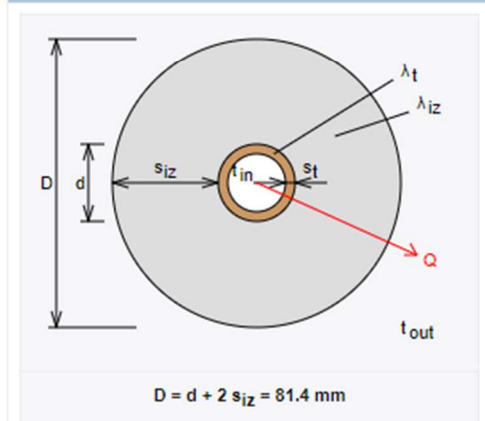 λt
λiz
siz
tin
st
D
d
Q
tout
D = d + 2 siz = 81.4 mm